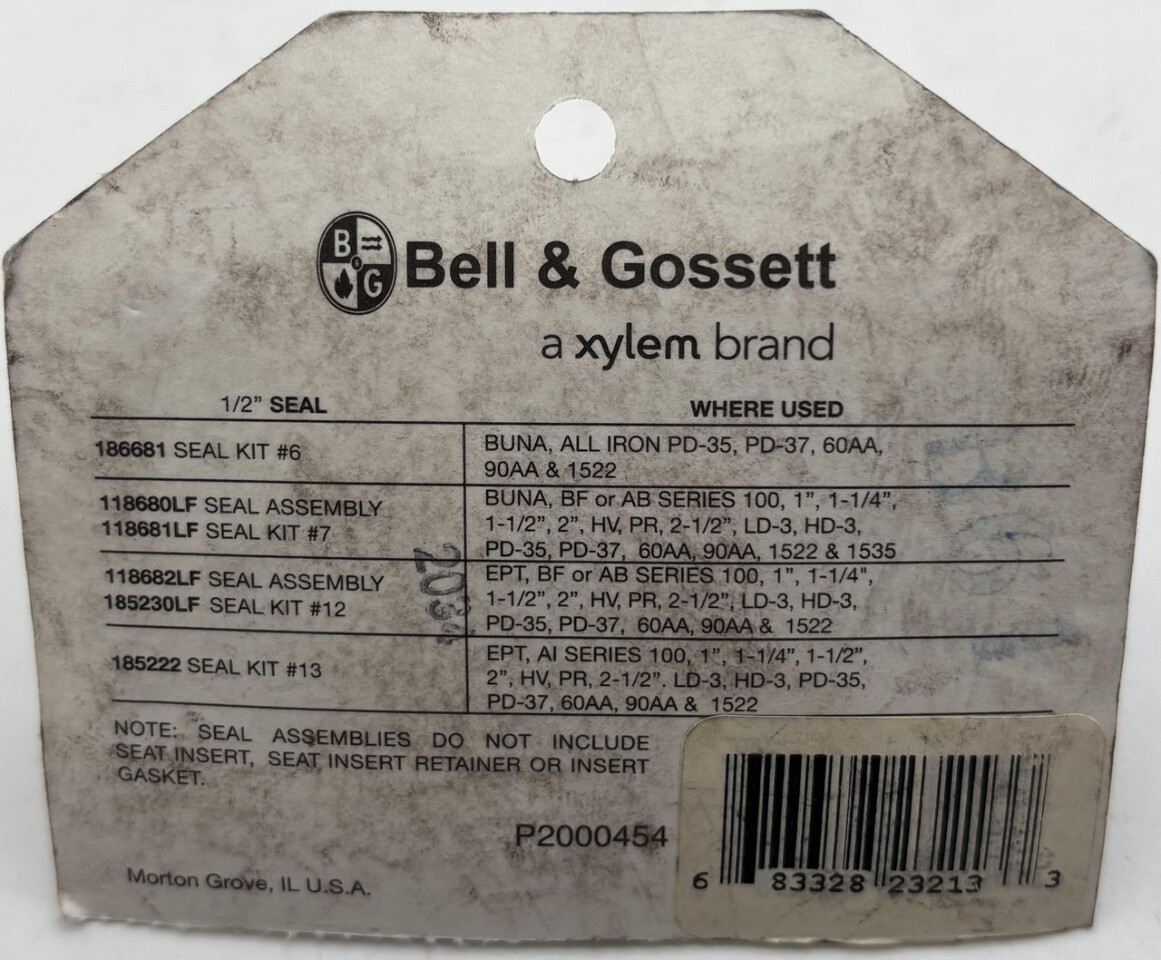 B
&
G
Bell & Gossett
a xylem brand
1/2” SEAL
WHERE USED
186681 SEAL KIT #6
BUNA, ALL IRON PD-35, PD-37, 60AA,
90AA & 1522
118680LF SEAL ASSEMBLY
118681LF SEAL KIT #7
BUNA, BF or AB SERIES 100, 1”, 1-1/4”,
1-1/2”, 2”, HV, PR, 2-1/2”, LD-3, HD-3,
PD-35, PD-37, 60AA, 90AA, 1522 & 1535
118682LF SEAL ASSEMBLY
185230LF SEAL KIT #12
EPT, BF or AB SERIES 100, 1”, 1-1/4",
1-1/2”, 2”, HV, PR, 2-1/2”, LD-3, HD-3,
PD-35, PD-37, 60AA, 90AA & 1522
185222 SEAL KIT #13
EPT, AI SERIES 100, 1”, 1-1/4”, 1-1/2”,
2”, HV, PR, 2-1/2”. LD-3, HD-3, PD-35,
PD-37, 60AA, 90AA & 1522
NOTE: SEAL ASSEMBLIES DO NOT INCLUDE
SEAT INSERT, SEAT INSERT RETAINER OR INSERT
GASKET.
P2000454
Morton Grove, IL U.S.A.
6 83328 23213 3